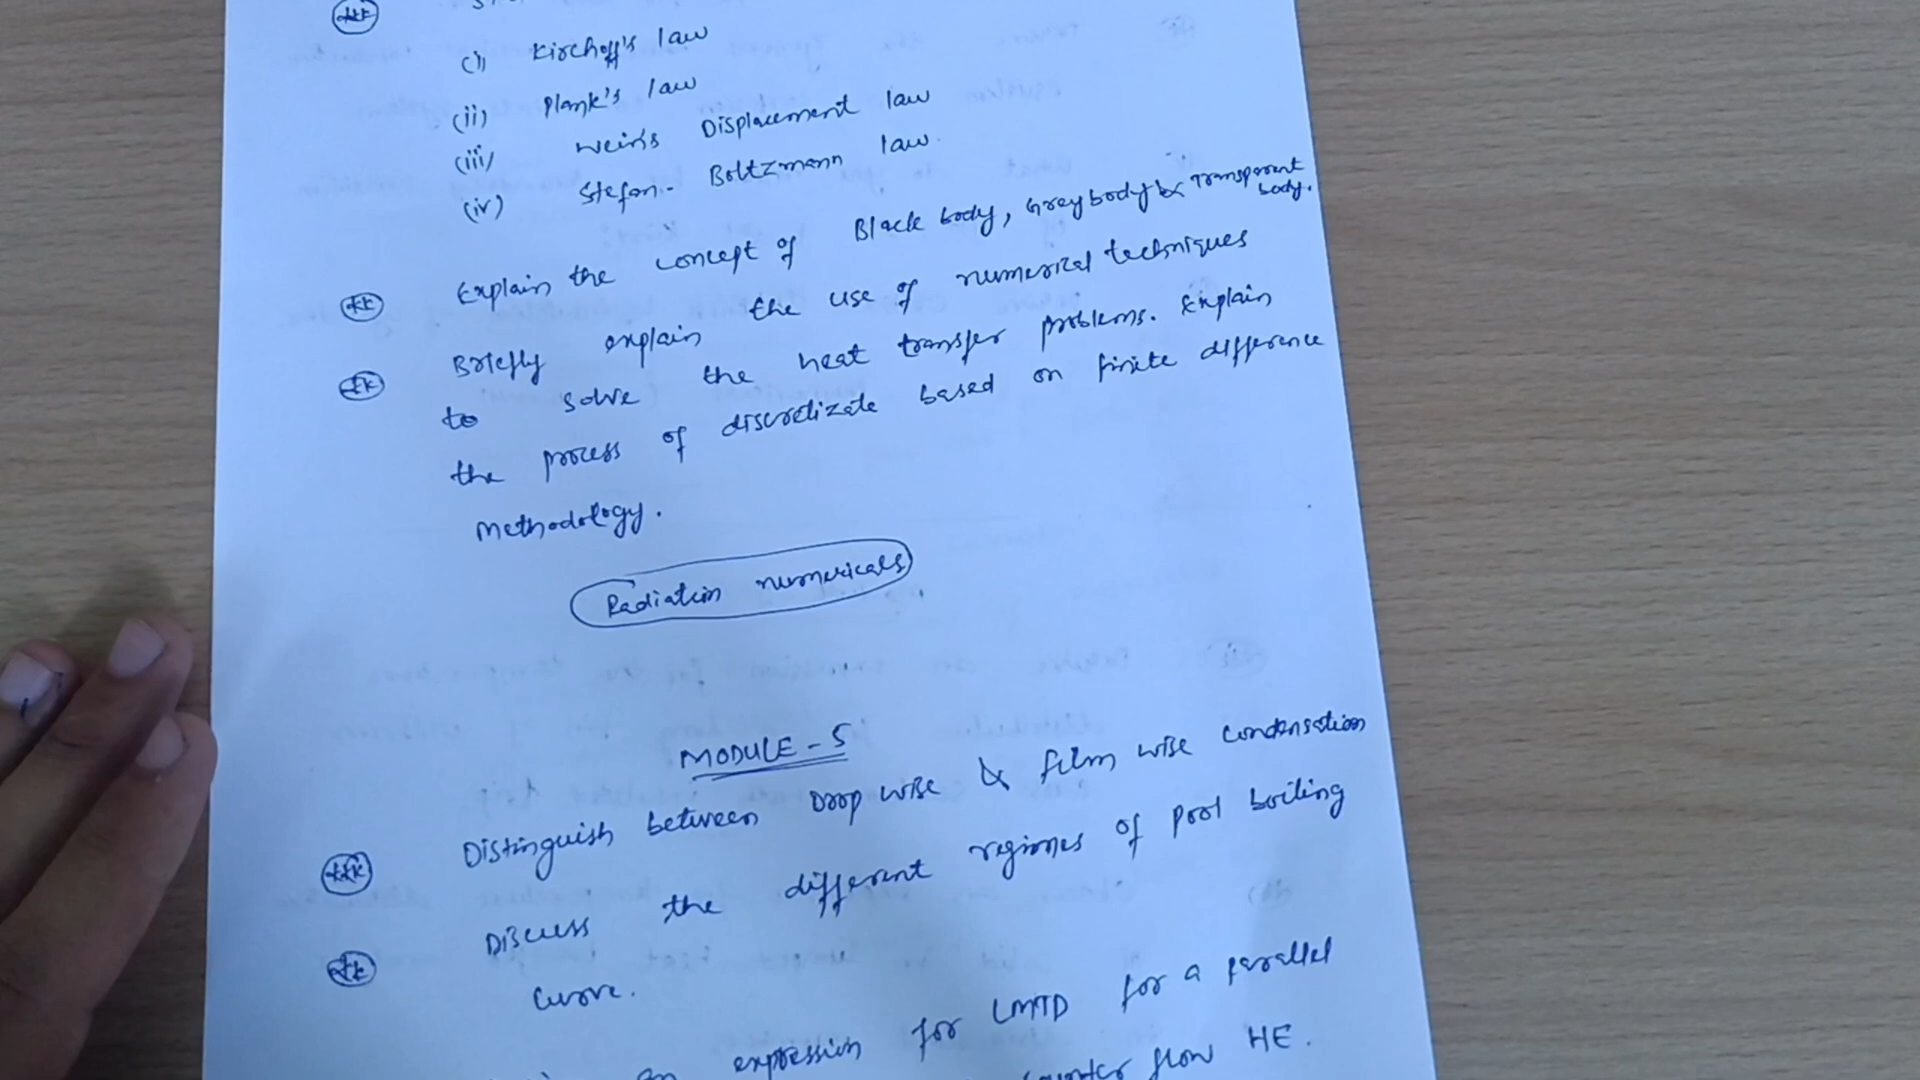 (i) Kirchoff's law
(ii) Plank's law
(iii) Wein's Displacement law
(iv) Stefan- Boltzmann law.
** Explain the concept of Black body, Grey body & Transparent body.
** Briefly explain the use of numerical techniques
to solve the heat transfer problems. Explain
the process of discretizate based on finite difference
Methodology.
Radiation numericals
MODULE - 5
*** Distinguish between Drop wise & film wise condensation
** Discuss the different regimes of pool boiling
Curve.
expression for LMTD for a parallel
counter flow HE.